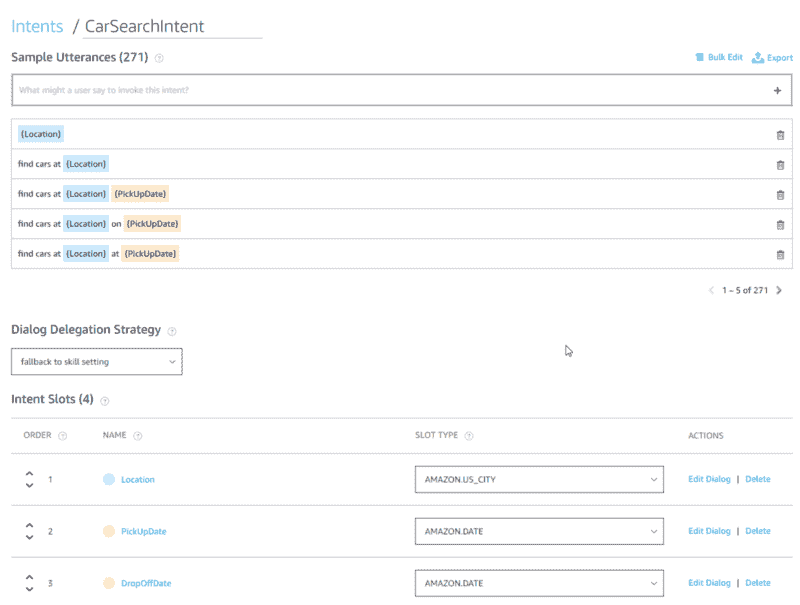 Intents / CarSearchIntent
Sample Utterances (271)
Bulk Edit Export
What might a user say to invoke this intent?
{Location}
find cars at {Location}
find cars at {Location} {PickUpDate}
find cars at {Location} on {PickUpDate}
find cars at {Location} at {PickUpDate}
1 – 5 of 271
Dialog Delegation Strategy
fallback to skill setting
Intent Slots (4)
ORDER NAME SLOT TYPE ACTIONS
1 Location AMAZON.US_CITY Edit Dialog | Delete
2 PickUpDate AMAZON.DATE Edit Dialog | Delete
3 DropOffDate AMAZON.DATE Edit Dialog | Delete